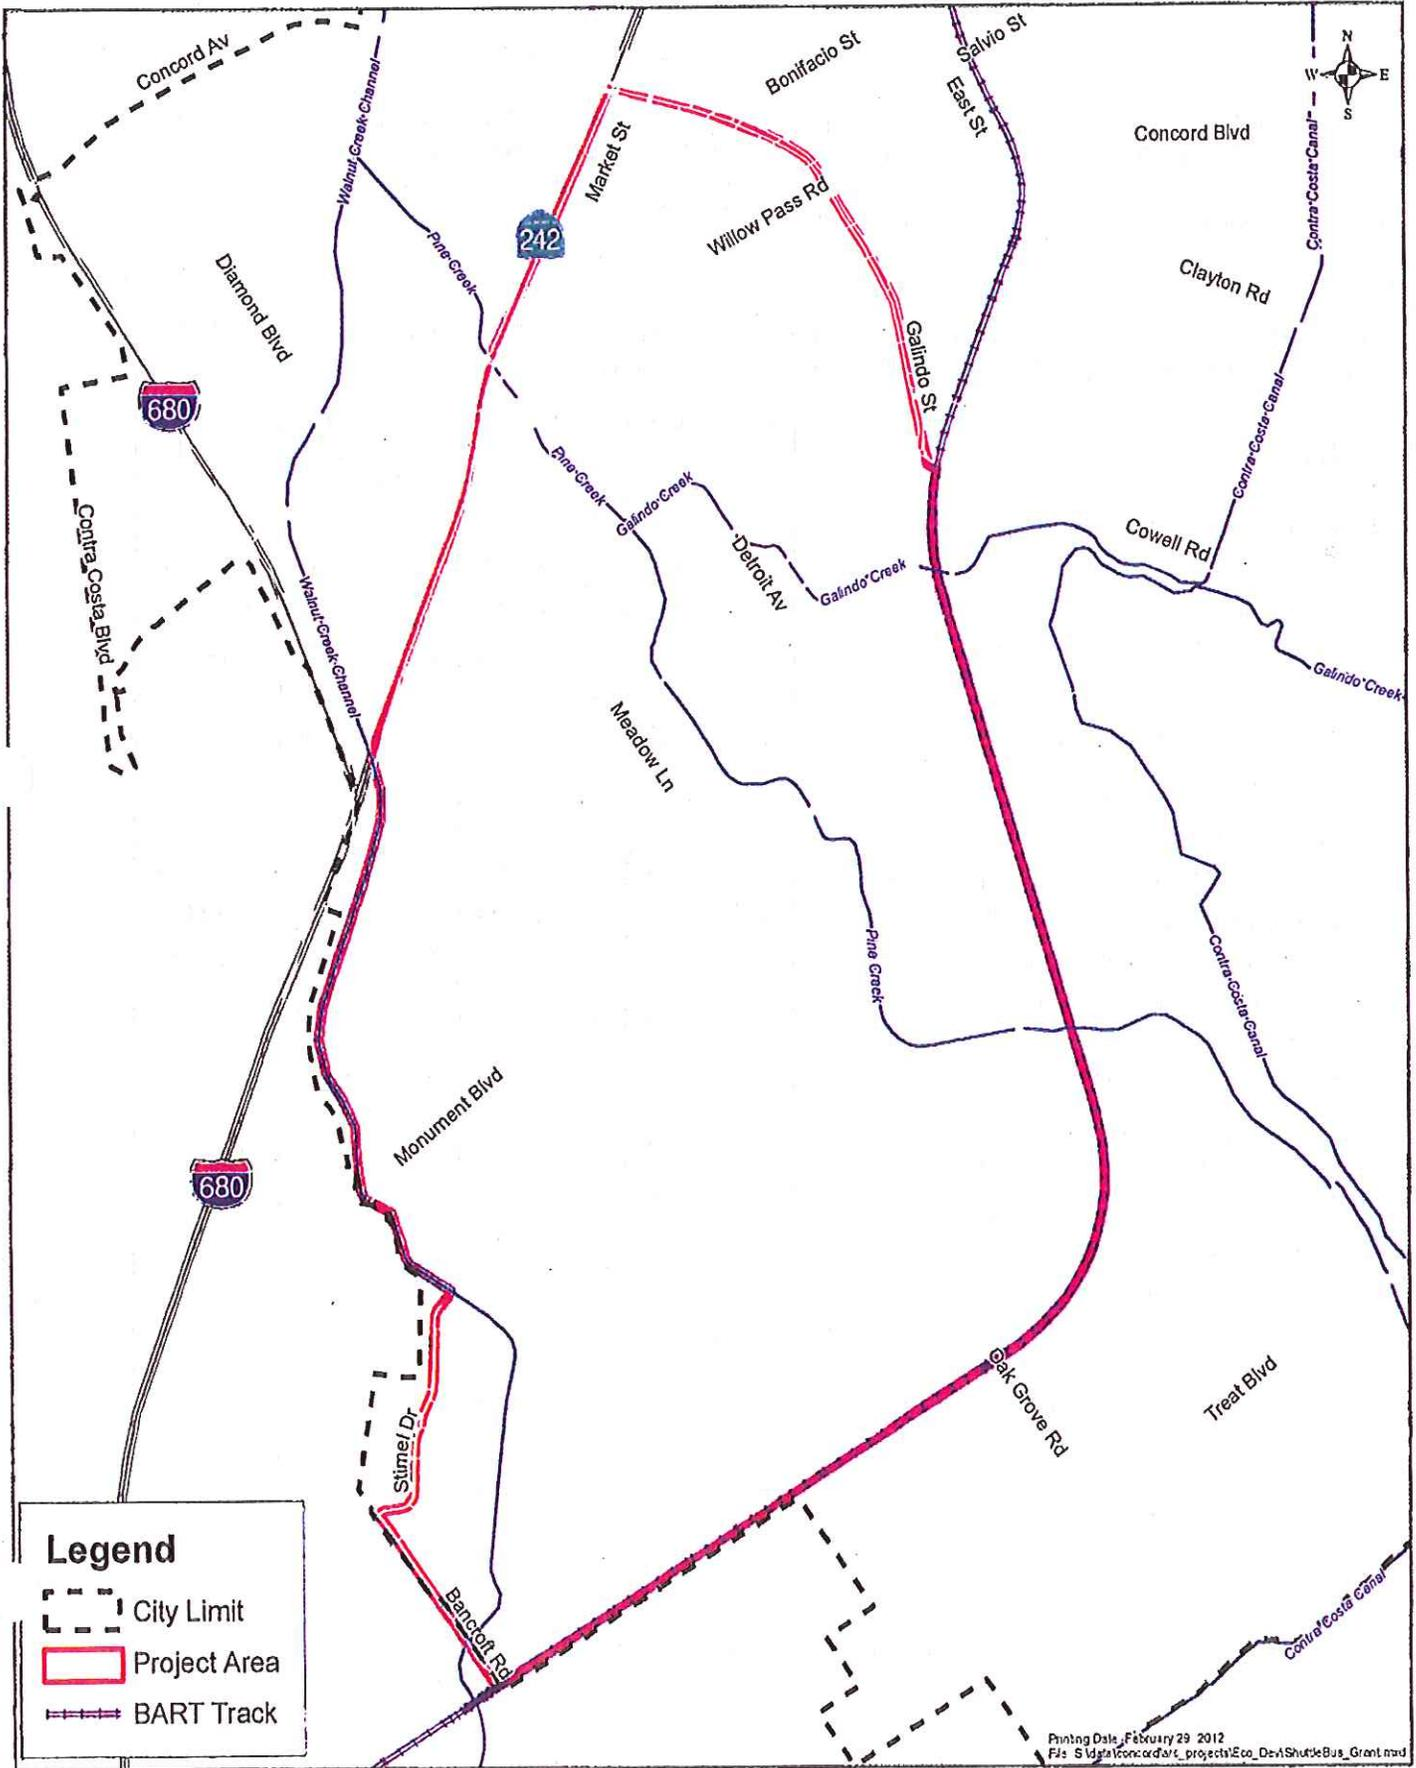 Concord Av
Bonifacio St
Salvio St
N
W
E
S
East St
Concord Blvd
Walnut Creek Channel
Market St
Contra Costa Canal
Willow Pass Rd
242
Pine Creek
Clayton Rd
Diamond Blvd
Galindo St
680
Contra Costa Canal
Pine Creek
Galindo Creek
Cowell Rd
Contra Costa Blvd
Detroit Av
Galindo Creek
Walnut Creek Channel
Galindo Creek
Meadow Ln
Pine Creek
Contra Costa Canal
Monument Blvd
680
Oak Grove Rd
Treat Blvd
Stimel Dr
Bancroft Rd
Contra Costa Canal
Legend
City Limit
Project Area
BART Track
Printing Date: February 29 2012